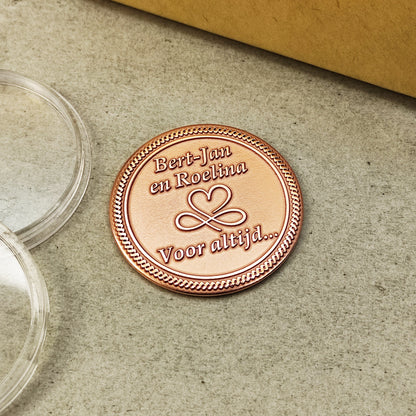 Bert-Jan
en Roelina
Voor altijd...